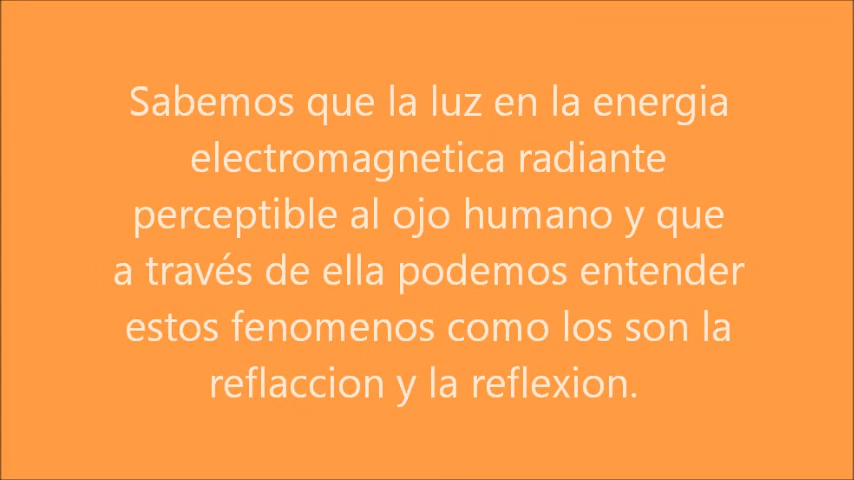 Sabemos que la luz en la energia
electromagnetica radiante
perceptible al ojo humano y que
a través de ella podemos entender
estos fenomenos como los son la
reflaccion y la reflexion.